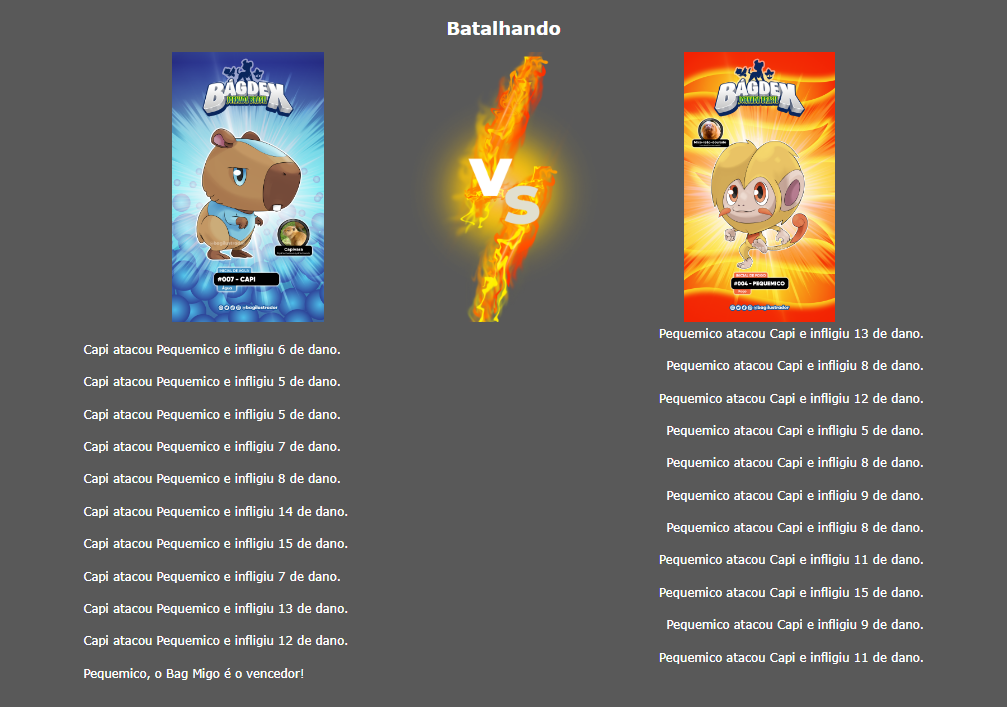 Batalhando
BÁGDEX
#007 - CAPI
Capivara
@bagilustrador
VS
BÁGDEX
Mico-leão-dourado
#004 - PEQUEMICO
@bagilustrador
Capi atacou Pequemico e infligiu 6 de dano.
Capi atacou Pequemico e infligiu 5 de dano.
Capi atacou Pequemico e infligiu 5 de dano.
Capi atacou Pequemico e infligiu 7 de dano.
Capi atacou Pequemico e infligiu 8 de dano.
Capi atacou Pequemico e infligiu 14 de dano.
Capi atacou Pequemico e infligiu 15 de dano.
Capi atacou Pequemico e infligiu 7 de dano.
Capi atacou Pequemico e infligiu 13 de dano.
Capi atacou Pequemico e infligiu 12 de dano.
Pequemico, o Bag Migo é o vencedor!
Pequemico atacou Capi e infligiu 13 de dano.
Pequemico atacou Capi e infligiu 8 de dano.
Pequemico atacou Capi e infligiu 12 de dano.
Pequemico atacou Capi e infligiu 5 de dano.
Pequemico atacou Capi e infligiu 8 de dano.
Pequemico atacou Capi e infligiu 9 de dano.
Pequemico atacou Capi e infligiu 8 de dano.
Pequemico atacou Capi e infligiu 11 de dano.
Pequemico atacou Capi e infligiu 15 de dano.
Pequemico atacou Capi e infligiu 9 de dano.
Pequemico atacou Capi e infligiu 11 de dano.